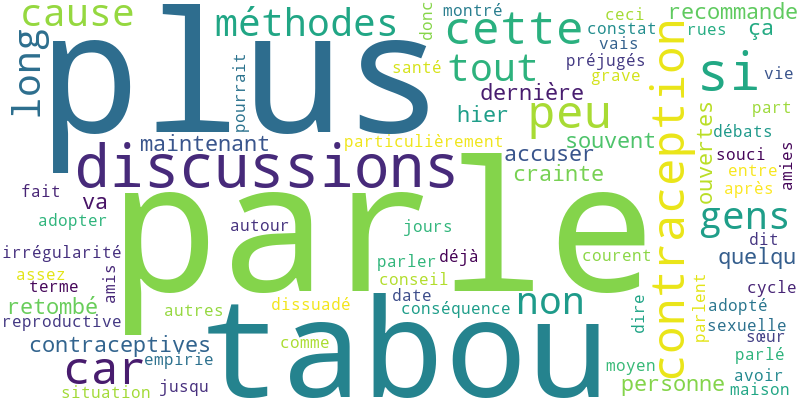 cause
plus
méthodes
cette
donc
montré
ceci
recommande
long
pourrait
santé
tout
constat
vais
rues
ça
préjugés
grave
si
vie
dernière
peu
hier
contraception
part
maintenant
particulièrement
souvent
ouvertes
débats
discussions
accuser
crainte
souci
amies
fait
va
parle
entre
après
adopter
autour
jours
gens
dit
irrégularité
parler
déjà
courent
quelqu
assez
amis
conseil
terme
retombé
autres
dissuadé
date
non
cycle
reproductive
tabou
conséquence
dire
parlent
adopté
sexuelle
contraceptives
comme
sœur
car
empirie
moyen
parlé
situation
jusqu
personne
avoir
maison